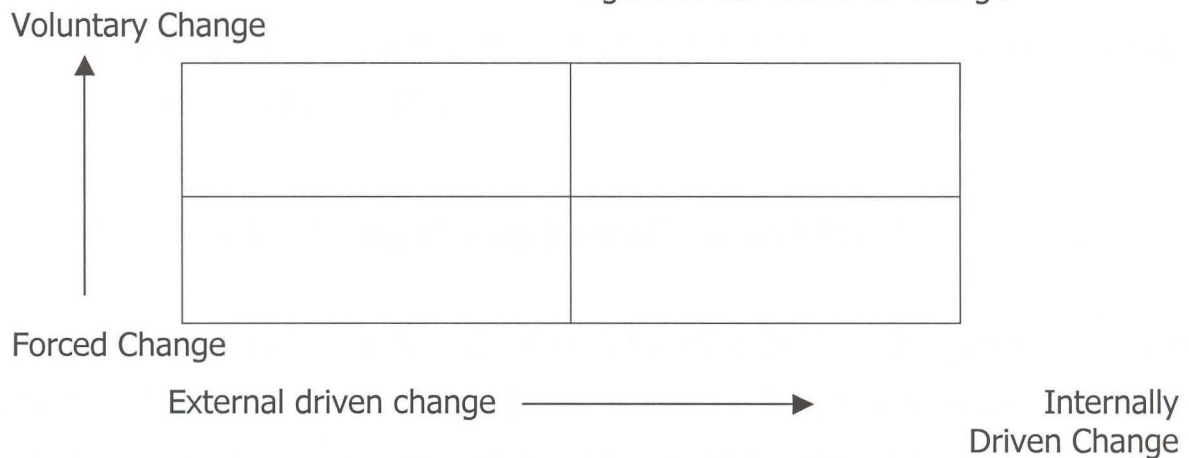 Voluntary Change
Forced Change
External driven change
Internally
Driven Change